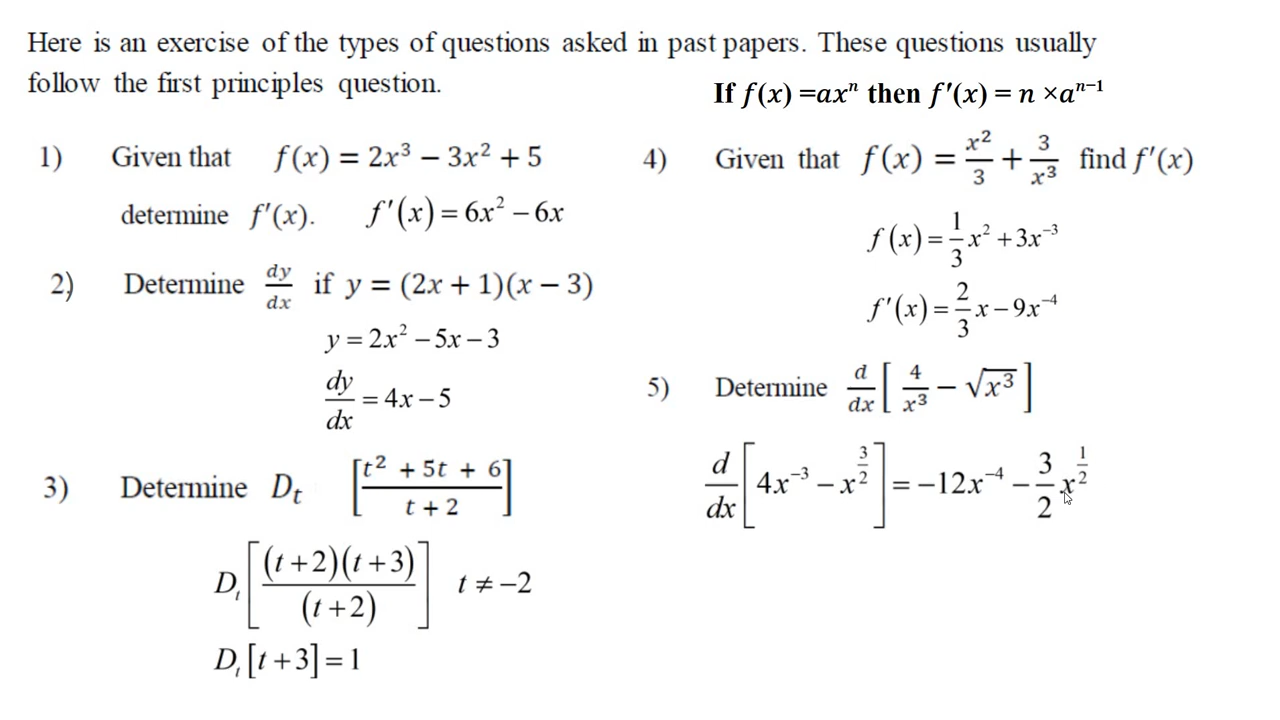 Here is an exercise of the types of questions asked in past papers. These questions usually
follow the first principles question.
If f(x) =axⁿ then f′(x) = n ×aⁿ⁻¹
1) Given that f(x) = 2x³ − 3x² + 5
determine f′(x). f′(x) = 6x² − 6x
2) Determine dy/dx if y = (2x + 1)(x − 3)
y = 2x² − 5x − 3
dy/dx = 4x − 5
3) Determine Dₜ [(t² + 5t + 6)/(t + 2)]
Dₜ [(t+2)(t+3)/(t+2)] t ≠ −2
Dₜ [t+3] = 1
4) Given that f(x) = x²/3 + 3/x³ find f′(x)
f(x) = 1/3 x² + 3x⁻³
f′(x) = 2/3 x − 9x⁻⁴
5) Determine d/dx [4/x³ − √x³]
d/dx [4x⁻³ − x^(3/2)] = −12x⁻⁴ − 3/2 x^(1/2)